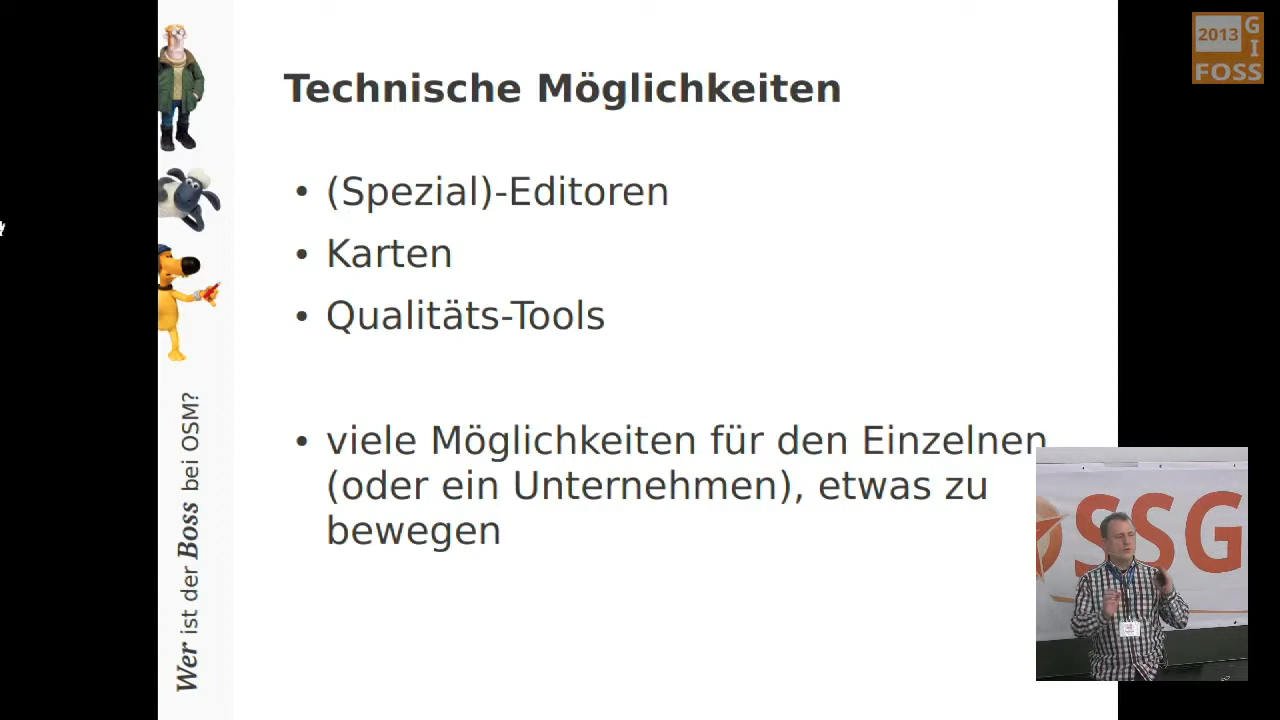 2013
G
I
FOSS
Technische Möglichkeiten
• (Spezial)-Editoren
• Karten
• Qualitäts-Tools
• viele Möglichkeiten für den Einzelnen
(oder ein Unternehmen), etwas zu
bewegen
Wer ist der Boss bei OSM?
SSG